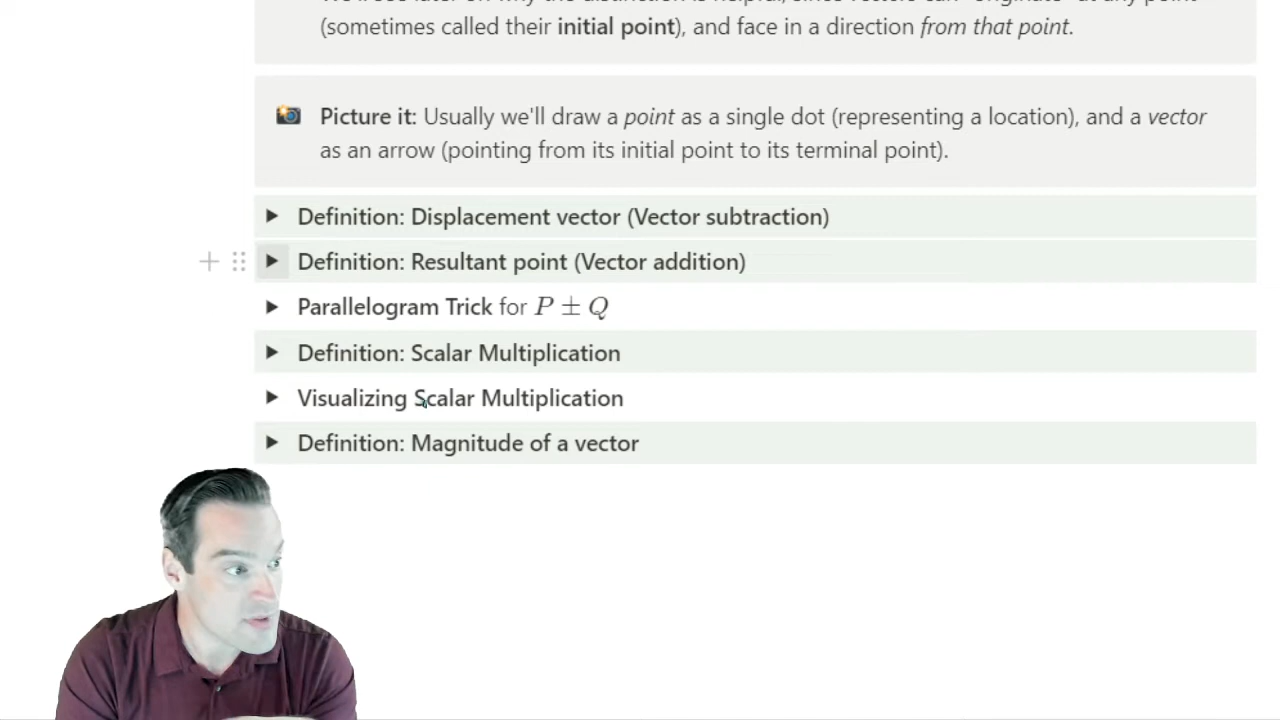 (sometimes called their initial point), and face in a direction from that point.
Picture it: Usually we'll draw a point as a single dot (representing a location), and a vector
as an arrow (pointing from its initial point to its terminal point).
Definition: Displacement vector (Vector subtraction)
Definition: Resultant point (Vector addition)
Parallelogram Trick for P ± Q
Definition: Scalar Multiplication
Visualizing Scalar Multiplication
Definition: Magnitude of a vector